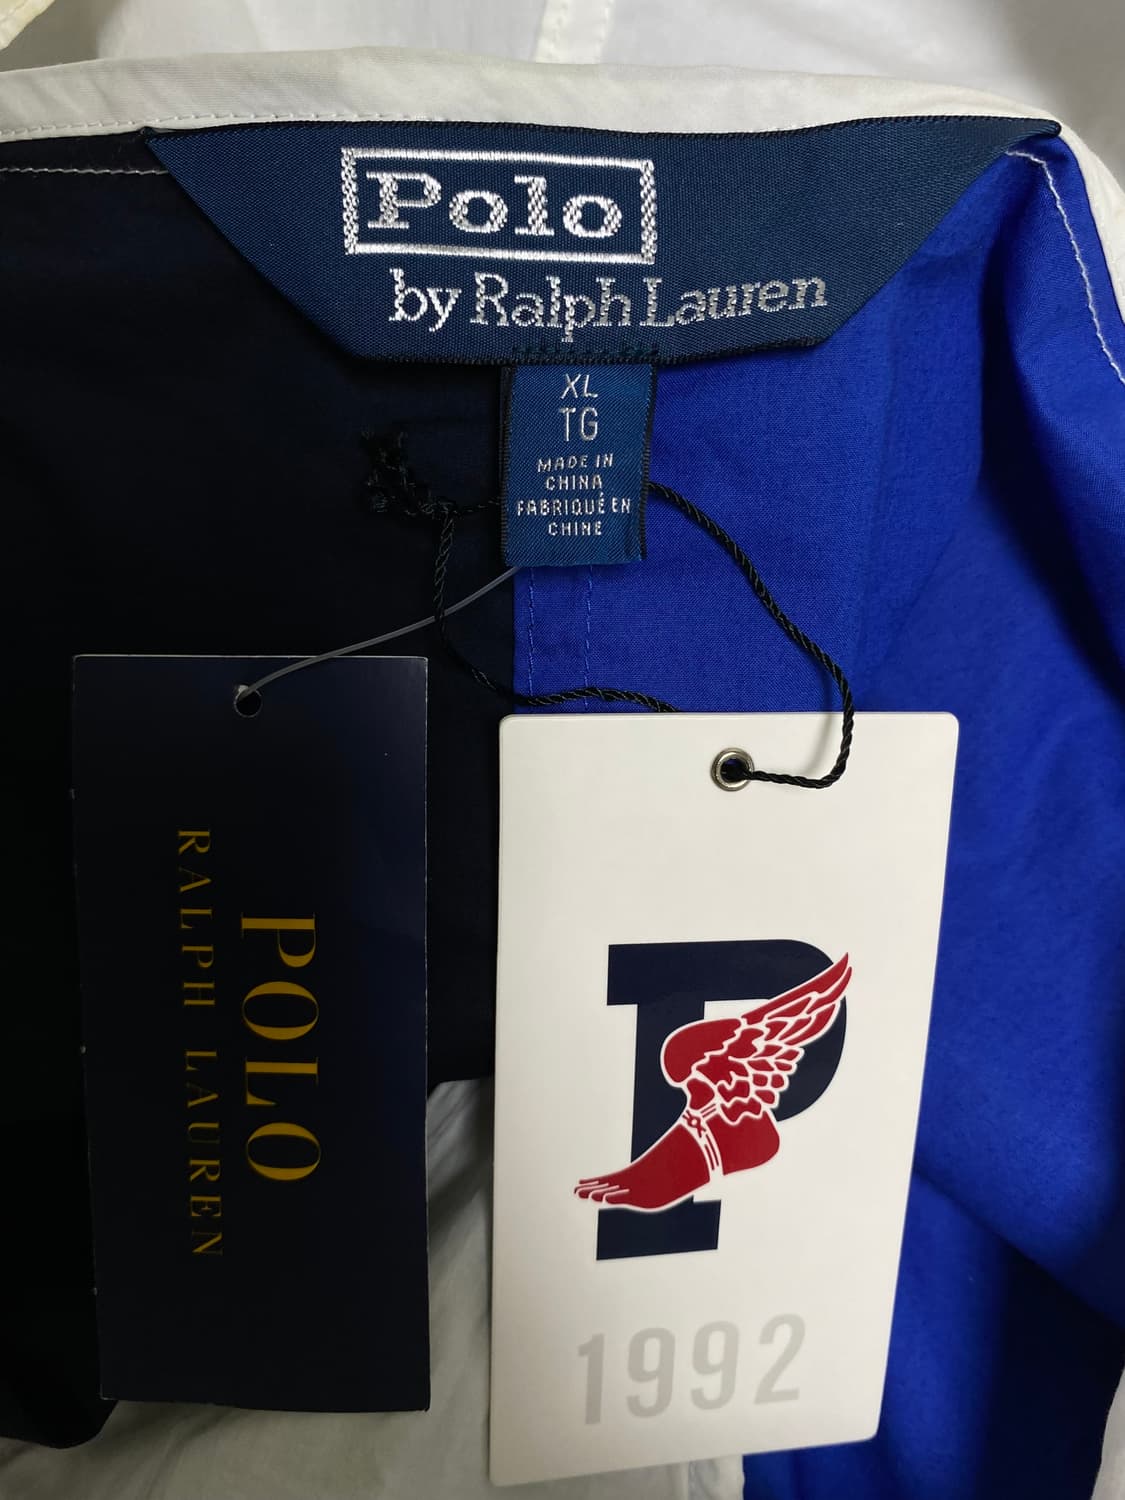 Polo
by Ralph Lauren
XL
TG
MADE IN
CHINA
FABRIQUÉ EN
CHINE
POLO
RALPH LAUREN
P
1992